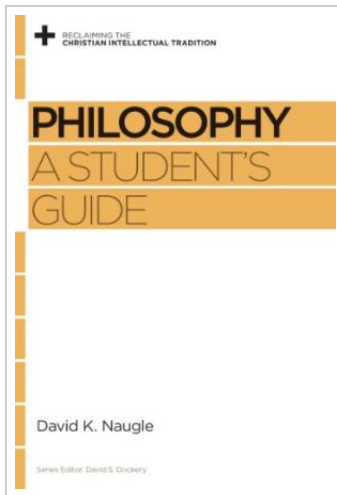 RECLAIMING THE
CHRISTIAN INTELLECTUAL TRADITION
PHILOSOPHY
A STUDENT'S
GUIDE
David K. Naugle
Series Editor: David S. Dockery